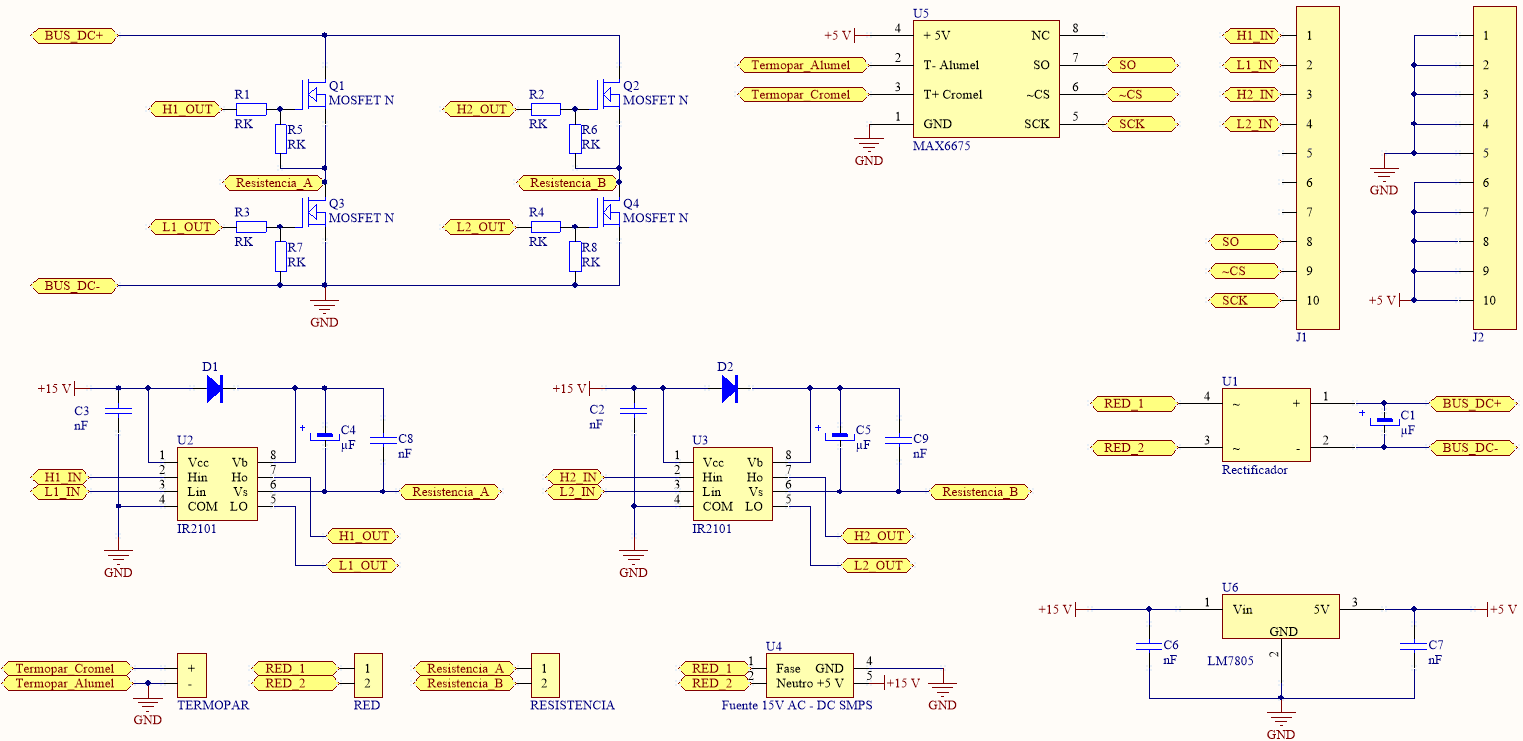 BUS_DC+
Q1
MOSFET N
H1_OUT
R1
RK
R5
RK
Resistencia_A
Q3
MOSFET N
L1_OUT
R3
RK
R7
RK
BUS_DC-
GND
Q2
MOSFET N
H2_OUT
R2
RK
R6
RK
Resistencia_B
Q4
MOSFET N
L2_OUT
R4
RK
R8
RK
U5
+5 V 4 + 5V NC 8
Termopar_Alumel 2 T- Alumel SO 7 SO
Termopar_Cromel 3 T+ Cromel ~CS 6 ~CS
1 GND SCK 5 SCK
GND
MAX6675
H1_IN 1
L1_IN 2
H2_IN 3
L2_IN 4
5
6
7
SO 8
~CS 9
SCK 10
J1
1
2
3
4
5
GND
6
7
8
9
+5 V 10
J2
D1
+15 V
C3
nF
C4
µF
C8
nF
U2
1 Vcc Vb 8
H1_IN 2 Hin Ho 7
L1_IN 3 Lin Vs 6 Resistencia_A
4 COM LO 5
IR2101
H1_OUT
L1_OUT
GND
D2
+15 V
C2
nF
C5
µF
C9
nF
U3
1 Vcc Vb 8
H2_IN 2 Hin Ho 7
L2_IN 3 Lin Vs 6 Resistencia_B
4 COM LO 5
IR2101
H2_OUT
L2_OUT
GND
U1
RED_1 4 ~ + 1 BUS_DC+
C1
µF
RED_2 3 ~ - 2 BUS_DC-
Rectificador
U6
+15 V 1 Vin 5V 3 +5 V
GND
2
C6
nF
LM7805
C7
nF
GND
Termopar_Cromel +
Termopar_Alumel -
GND
TERMOPAR
RED_1 1
RED_2 2
RED
Resistencia_A 1
Resistencia_B 2
RESISTENCIA
U4
RED_1 1 Fase GND 4
RED_2 2 Neutro +5 V 5 +15 V
Fuente 15V AC - DC SMPS
GND